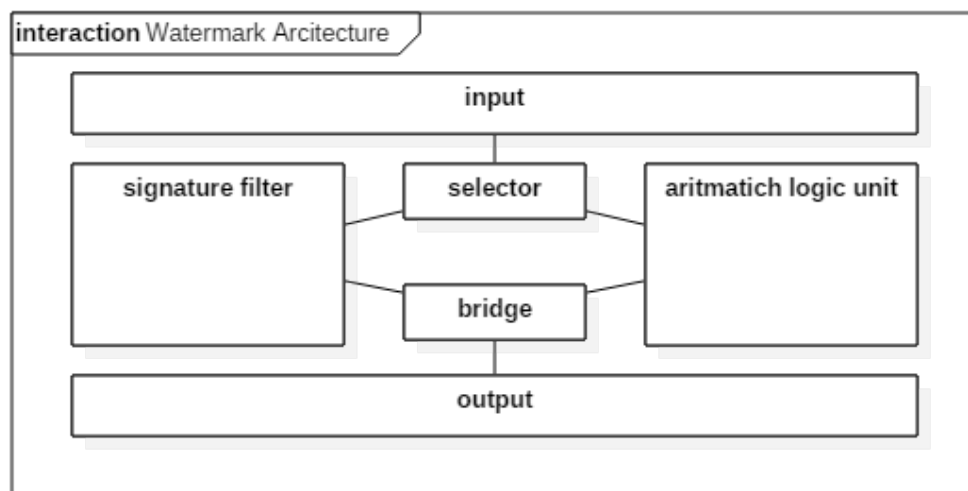 interaction Watermark Arcitecture
input
signature filter
selector
aritmatich logic unit
bridge
output